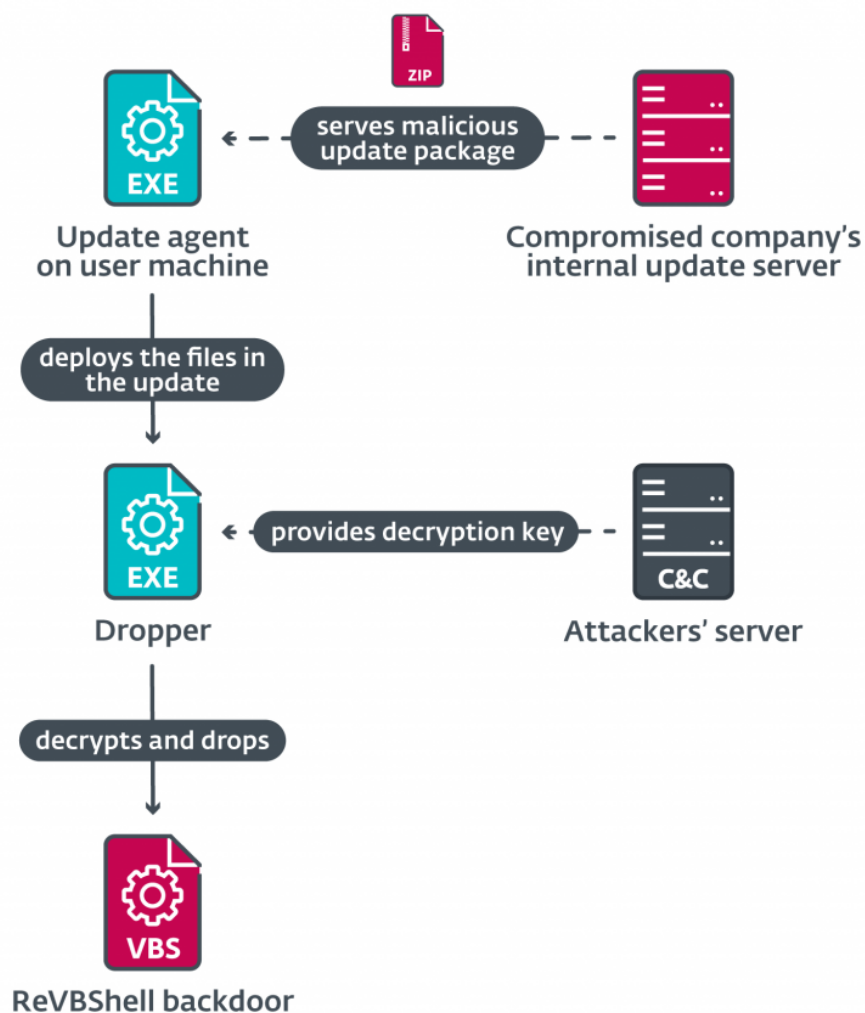 ZIP
serves malicious
update package
EXE
Update agent
on user machine
Compromised company's
internal update server
deploys the files in
the update
EXE
provides decryption key
C&C
Dropper
Attackers' server
decrypts and drops
VBS
ReVBShell backdoor